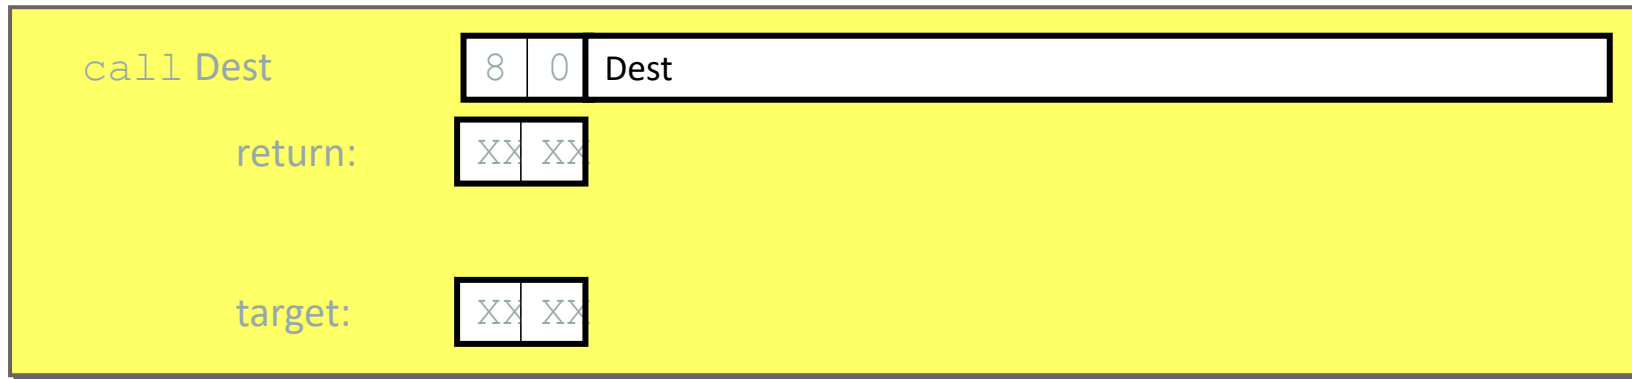 call Dest 8 0 Dest
return: XX XX
target: XX XX